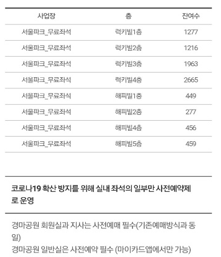 사업장 층 잔여수
서울파크_무료좌석 럭키빌1층 1277
서울파크_무료좌석 럭키빌2층 1216
서울파크_무료좌석 럭키빌3층 1963
서울파크_무료좌석 럭키빌4층 2665
서울파크_무료좌석 해피빌1층 449
서울파크_무료좌석 해피빌2층 277
서울파크_무료좌석 해피빌4층 456
서울파크_무료좌석 해피빌5층 459
코로나19 확산 방지를 위해 실내 좌석의 일부만 사전예약제
로 운영
경마공원 회원실과 지사는 사전예매 필수(기존예매방식과 동
일)
경마공원 일반실은 사전예약 필수 (마이카드앱에서만 가능)